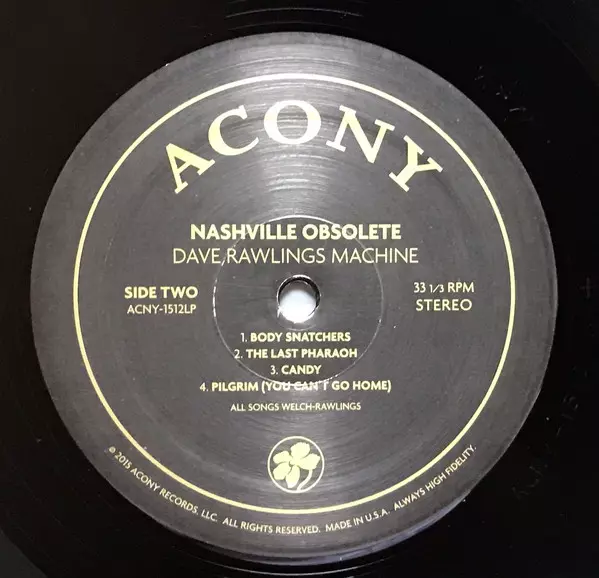 ACONY
NASHVILLE OBSOLETE
DAVE RAWLINGS MACHINE
SIDE TWO
ACNY-1512LP
33 1/3 RPM
STEREO
1. BODY SNATCHERS
2. THE LAST PHARAOH
3. CANDY
4. PILGRIM (YOU CAN'T GO HOME)
ALL SONGS WELCH-RAWLINGS
℗ 2015 ACONY RECORDS, LLC. ALL RIGHTS RESERVED. MADE IN U.S.A. ALWAYS HIGH FIDELITY.